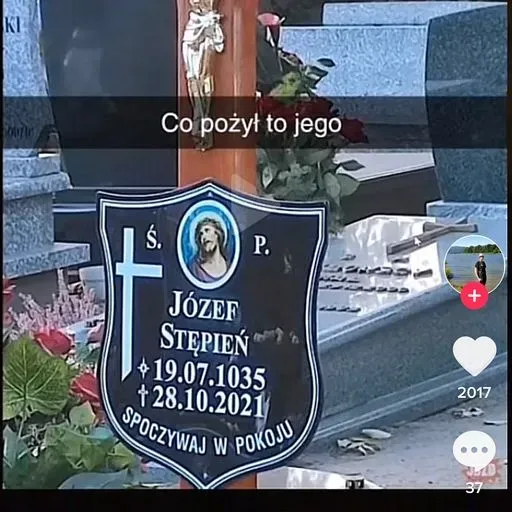 Co pożył to jego
Ś. P.
JÓZEF
STĘPIEŃ
19.07.1035
28.10.2021
SPOCZYWAJ W POKOJU
2017
37